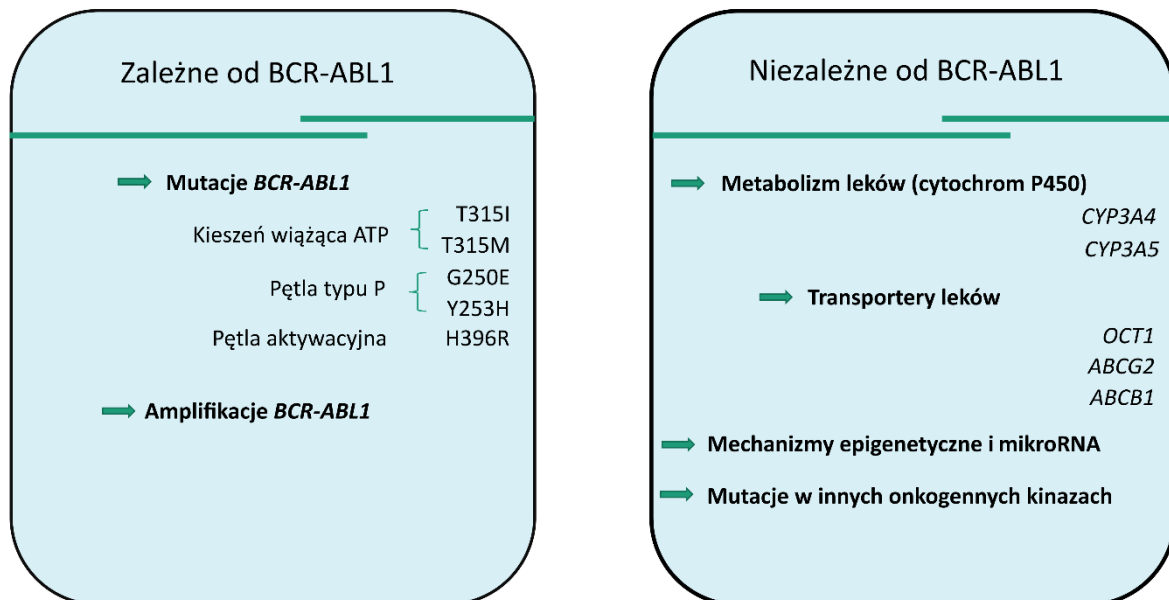 Zależne od BCR-ABL1
Mutacje BCR-ABL1
Kieszeń wiążąca ATP
T315I
T315M
Pętla typu P
G250E
Y253H
Pętla aktywacyjna H396R
Amplifikacje BCR-ABL1
Niezależne od BCR-ABL1
Metabolizm leków (cytochrom P450)
CYP3A4
CYP3A5
Transportery leków
OCT1
ABCG2
ABCB1
Mechanizmy epigenetyczne i mikroRNA
Mutacje w innych onkogennych kinazach